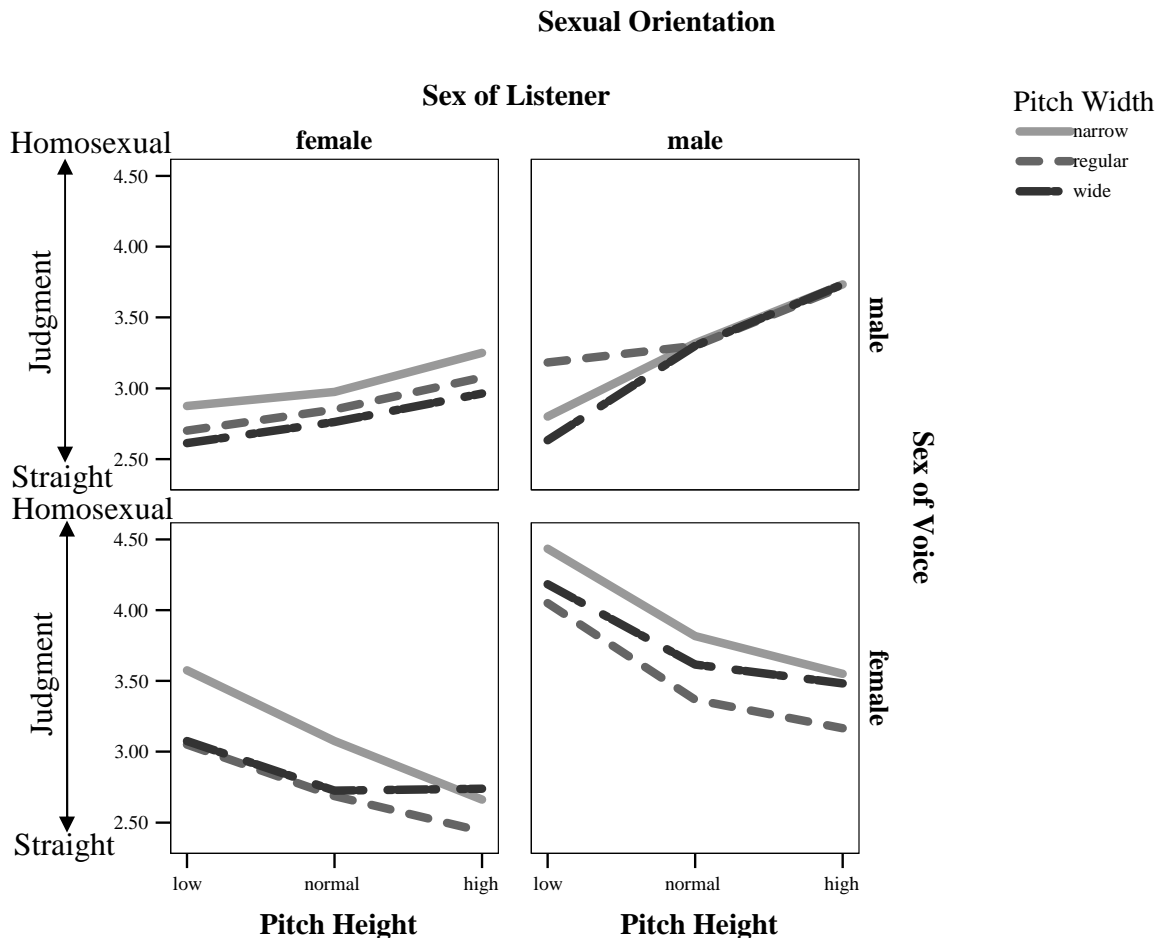 Sexual Orientation
Sex of Listener
Pitch Width
narrow
regular
wide
female
male
Homosexual
4.50
4.00
3.50
3.00
2.50
Judgment
Straight
male
Homosexual
4.50
4.00
3.50
3.00
2.50
Judgment
Straight
female
Sex of Voice
low
normal
high
low
normal
high
Pitch Height
Pitch Height